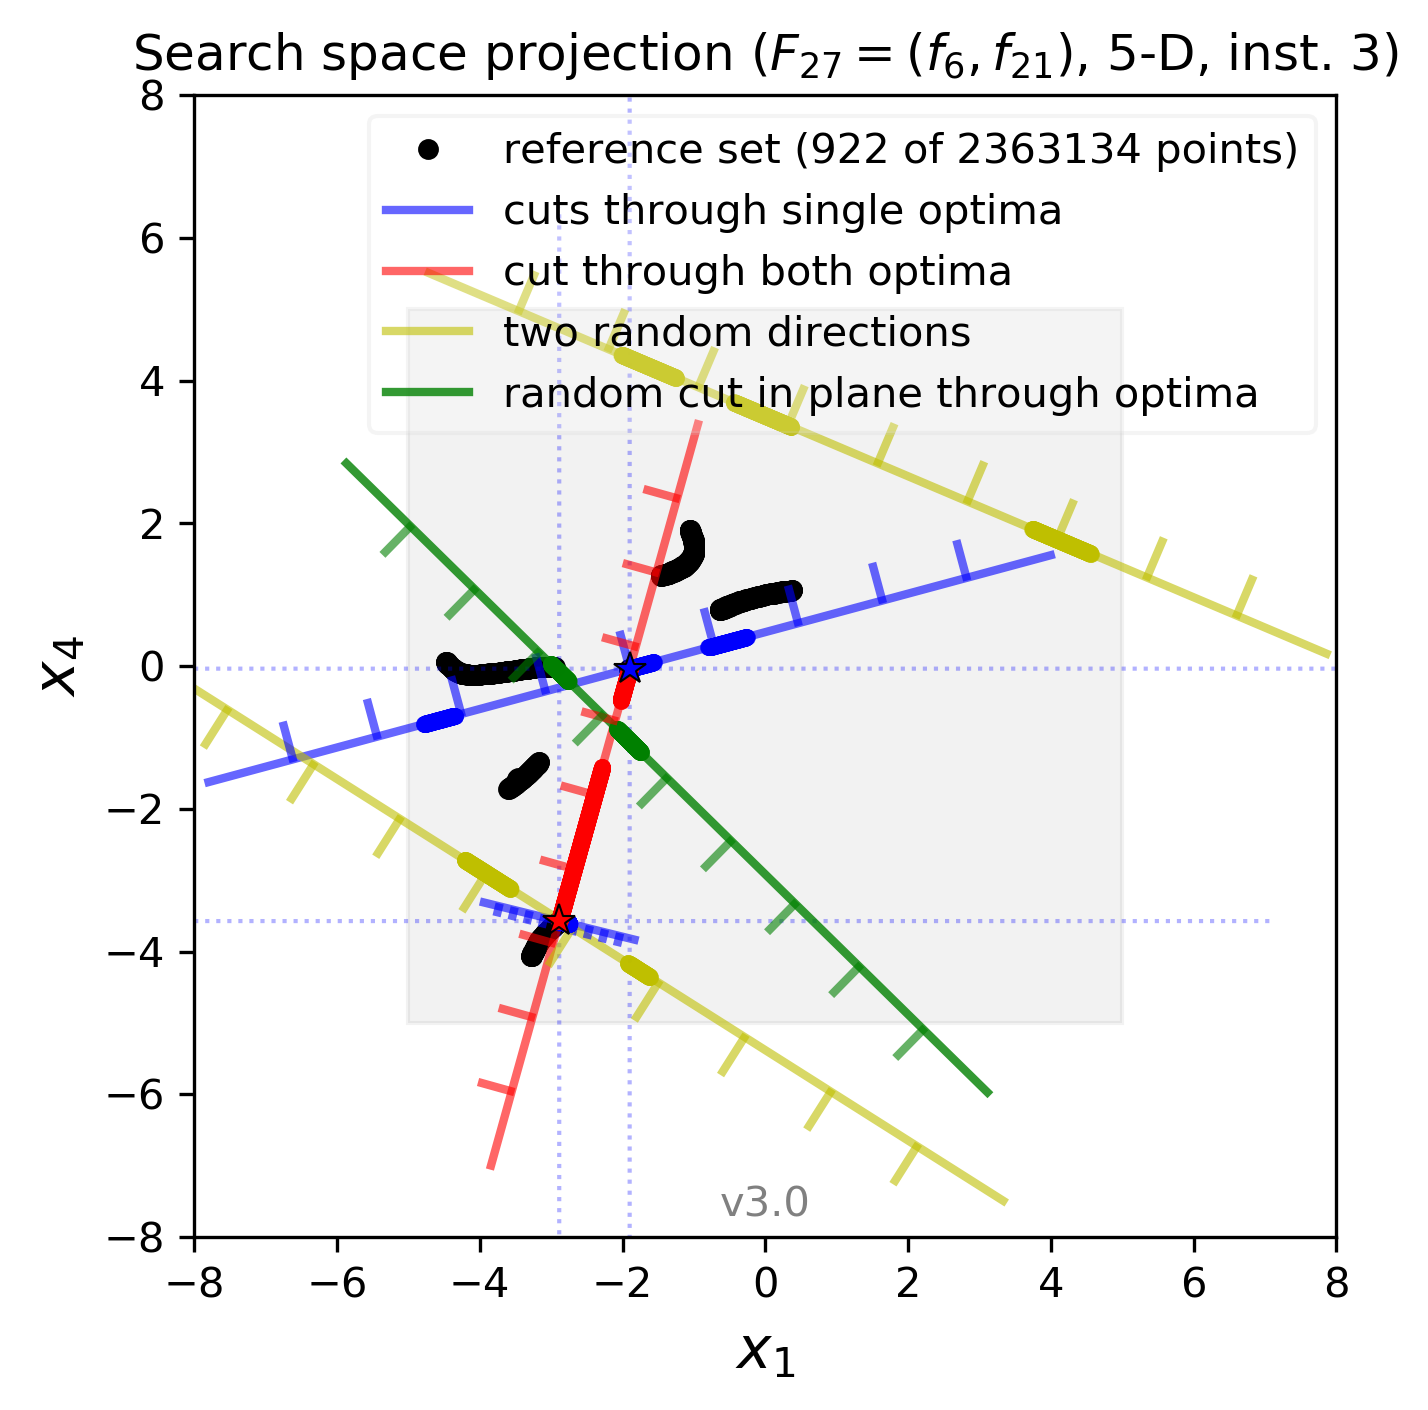 Search space projection (F₂₇ = (f₆, f₂₁), 5-D, inst. 3)
reference set (922 of 2363134 points)
cuts through single optima
cut through both optima
two random directions
random cut in plane through optima
8
6
4
2
0
−2
−4
−6
−8
x₄
v3.0
−8 −6 −4 −2 0 2 4 6 8
x₁